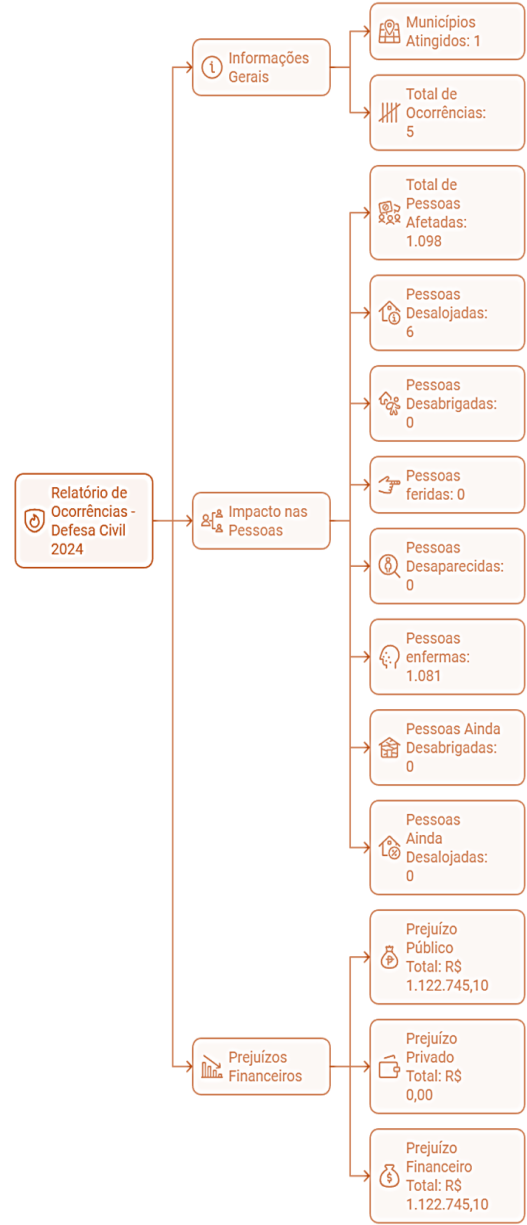 Relatório de
Ocorrências -
Defesa Civil
2024
Informações
Gerais
Municípios
Atingidos: 1
Total de
Ocorrências:
5
Impacto nas
Pessoas
Total de
Pessoas
Afetadas:
1.098
Pessoas
Desalojadas:
6
Pessoas
Desabrigadas:
0
Pessoas
feridas: 0
Pessoas
Desaparecidas:
0
Pessoas
enfermas:
1.081
Pessoas Ainda
Desabrigadas:
0
Pessoas
Ainda
Desalojadas:
0
Prejuízos
Financeiros
Prejuízo
Público
Total: R$
1.122.745,10
Prejuízo
Privado
Total: R$
0,00
Prejuízo
Financeiro
Total: R$
1.122.745,10